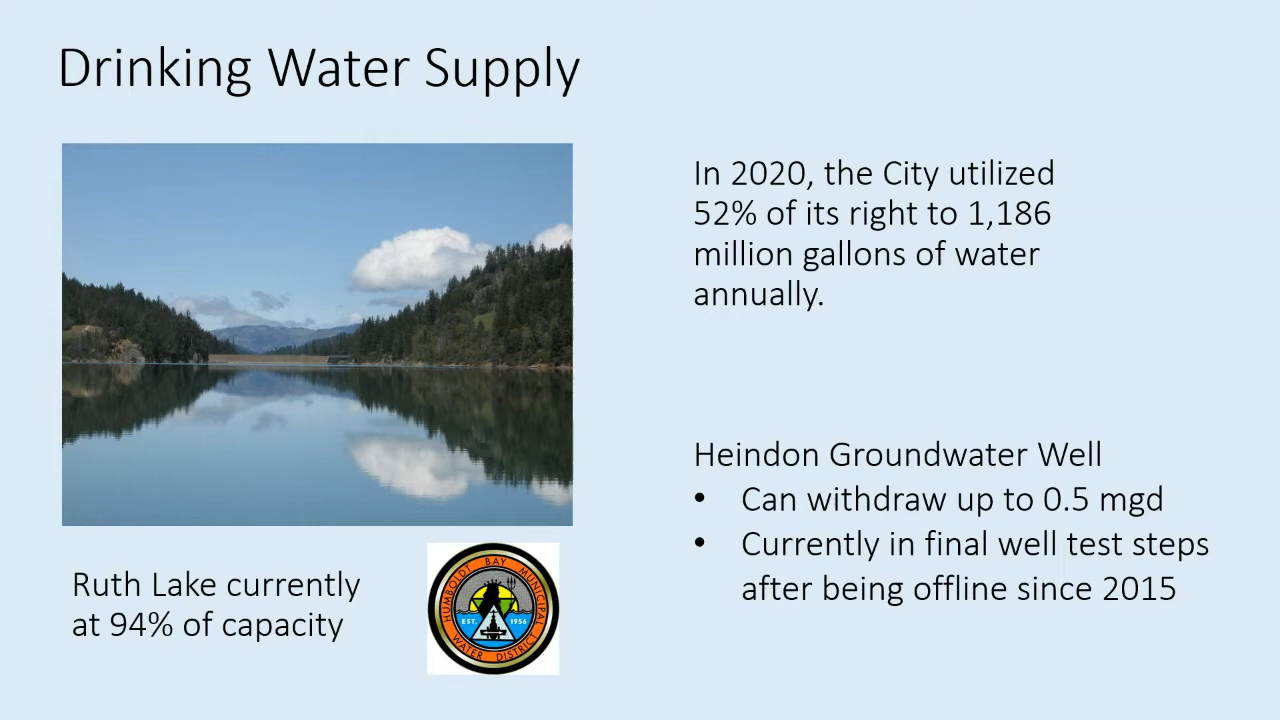 Drinking Water Supply
In 2020, the City utilized
52% of its right to 1,186
million gallons of water
annually.
Heindon Groundwater Well
• Can withdraw up to 0.5 mgd
• Currently in final well test steps
after being offline since 2015
Ruth Lake currently
at 94% of capacity
HUMBOLDT BAY MUNICIPAL
EST. 1956
WATER DISTRICT